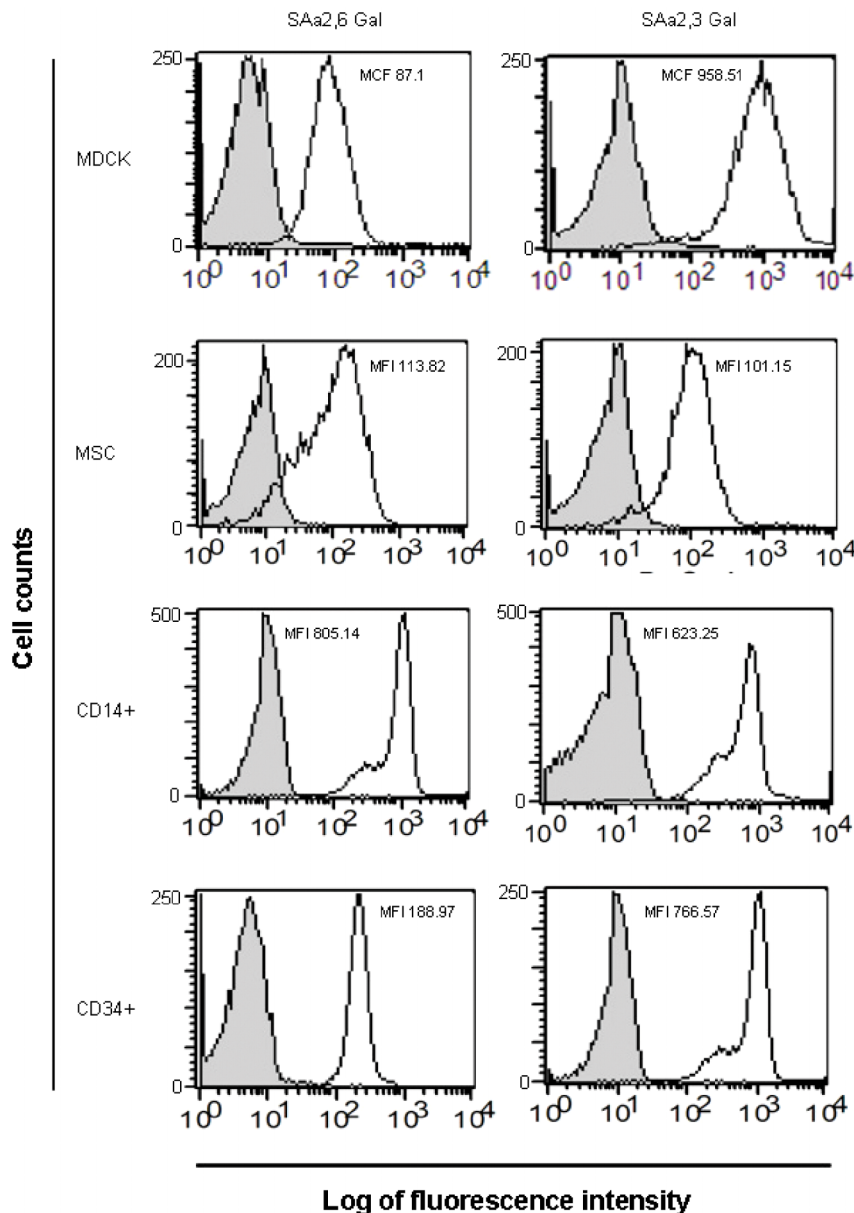 SAa2,6 Gal SAa2,3 Gal
250 MCF 87.1 250 MCF 958.51
MDCK
0 0
10⁰ 10¹ 10² 10³ 10⁴ 10⁰ 10¹ 10² 10³ 10⁴
200 MFI 113.82 200 MFI 101.15
MSC
0 0
10⁰ 10¹ 10² 10³ 10⁴ 10⁰ 10¹ 10² 10³ 10⁴
Cell counts
500 MFI 805.14 500 MFI 623.25
CD14+
0 0
10⁰ 10¹ 10² 10³ 10⁴ 10⁰ 10¹ 10² 10³ 10⁴
250 MFI 188.97 250 MFI 766.57
CD34+
0 0
10⁰ 10¹ 10² 10³ 10⁴ 10⁰ 10¹ 10² 10³ 10⁴
Log of fluorescence intensity